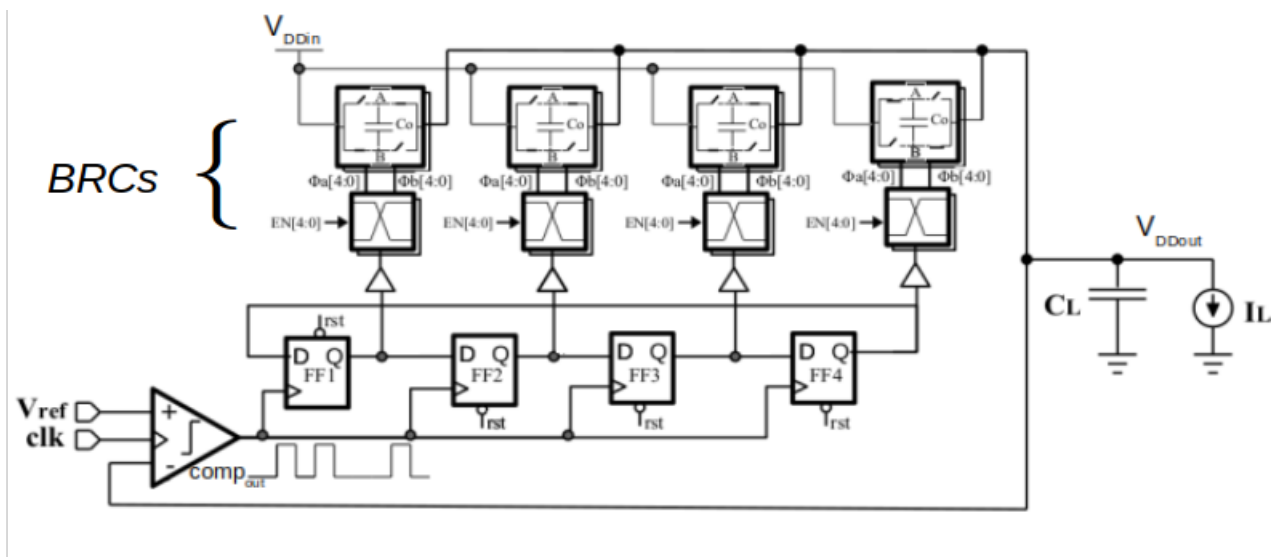 VDDin
A A A A
Co Co Co Co
B B B B
BRCs
Φa[4:0] Φb[4:0] Φa[4:0] Φb[4:0] Φa[4:0] Φb[4:0] Φa[4:0] Φb[4:0]
EN[4:0] EN[4:0] EN[4:0] EN[4:0]
VDDout
CL IL
rst
D Q D Q D Q D Q
FF1 FF2 FF3 FF4
rst rst rst
Vref +
clk
- compout